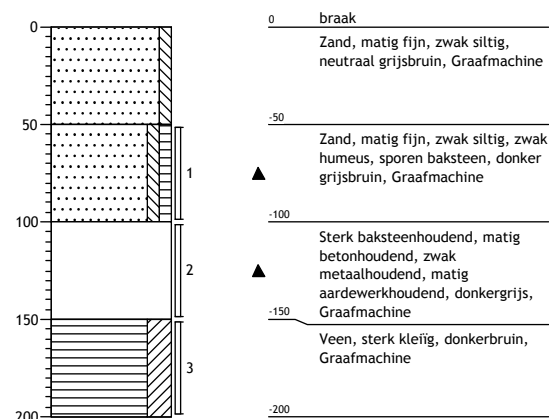 0
0
braak
Zand, matig fijn, zwak siltig,
neutraal grijsbruin, Graafmachine
50
-50
Zand, matig fijn, zwak siltig, zwak
humeus, sporen baksteen, donker
grijsbruin, Graafmachine
1
100
-100
Sterk baksteenhoudend, matig
betonhoudend, zwak
metaalhoudend, matig
aardewerkhoudend, donkergrijs,
Graafmachine
2
150
-150
Veen, sterk kleiïg, donkerbruin,
Graafmachine
3
200
-200